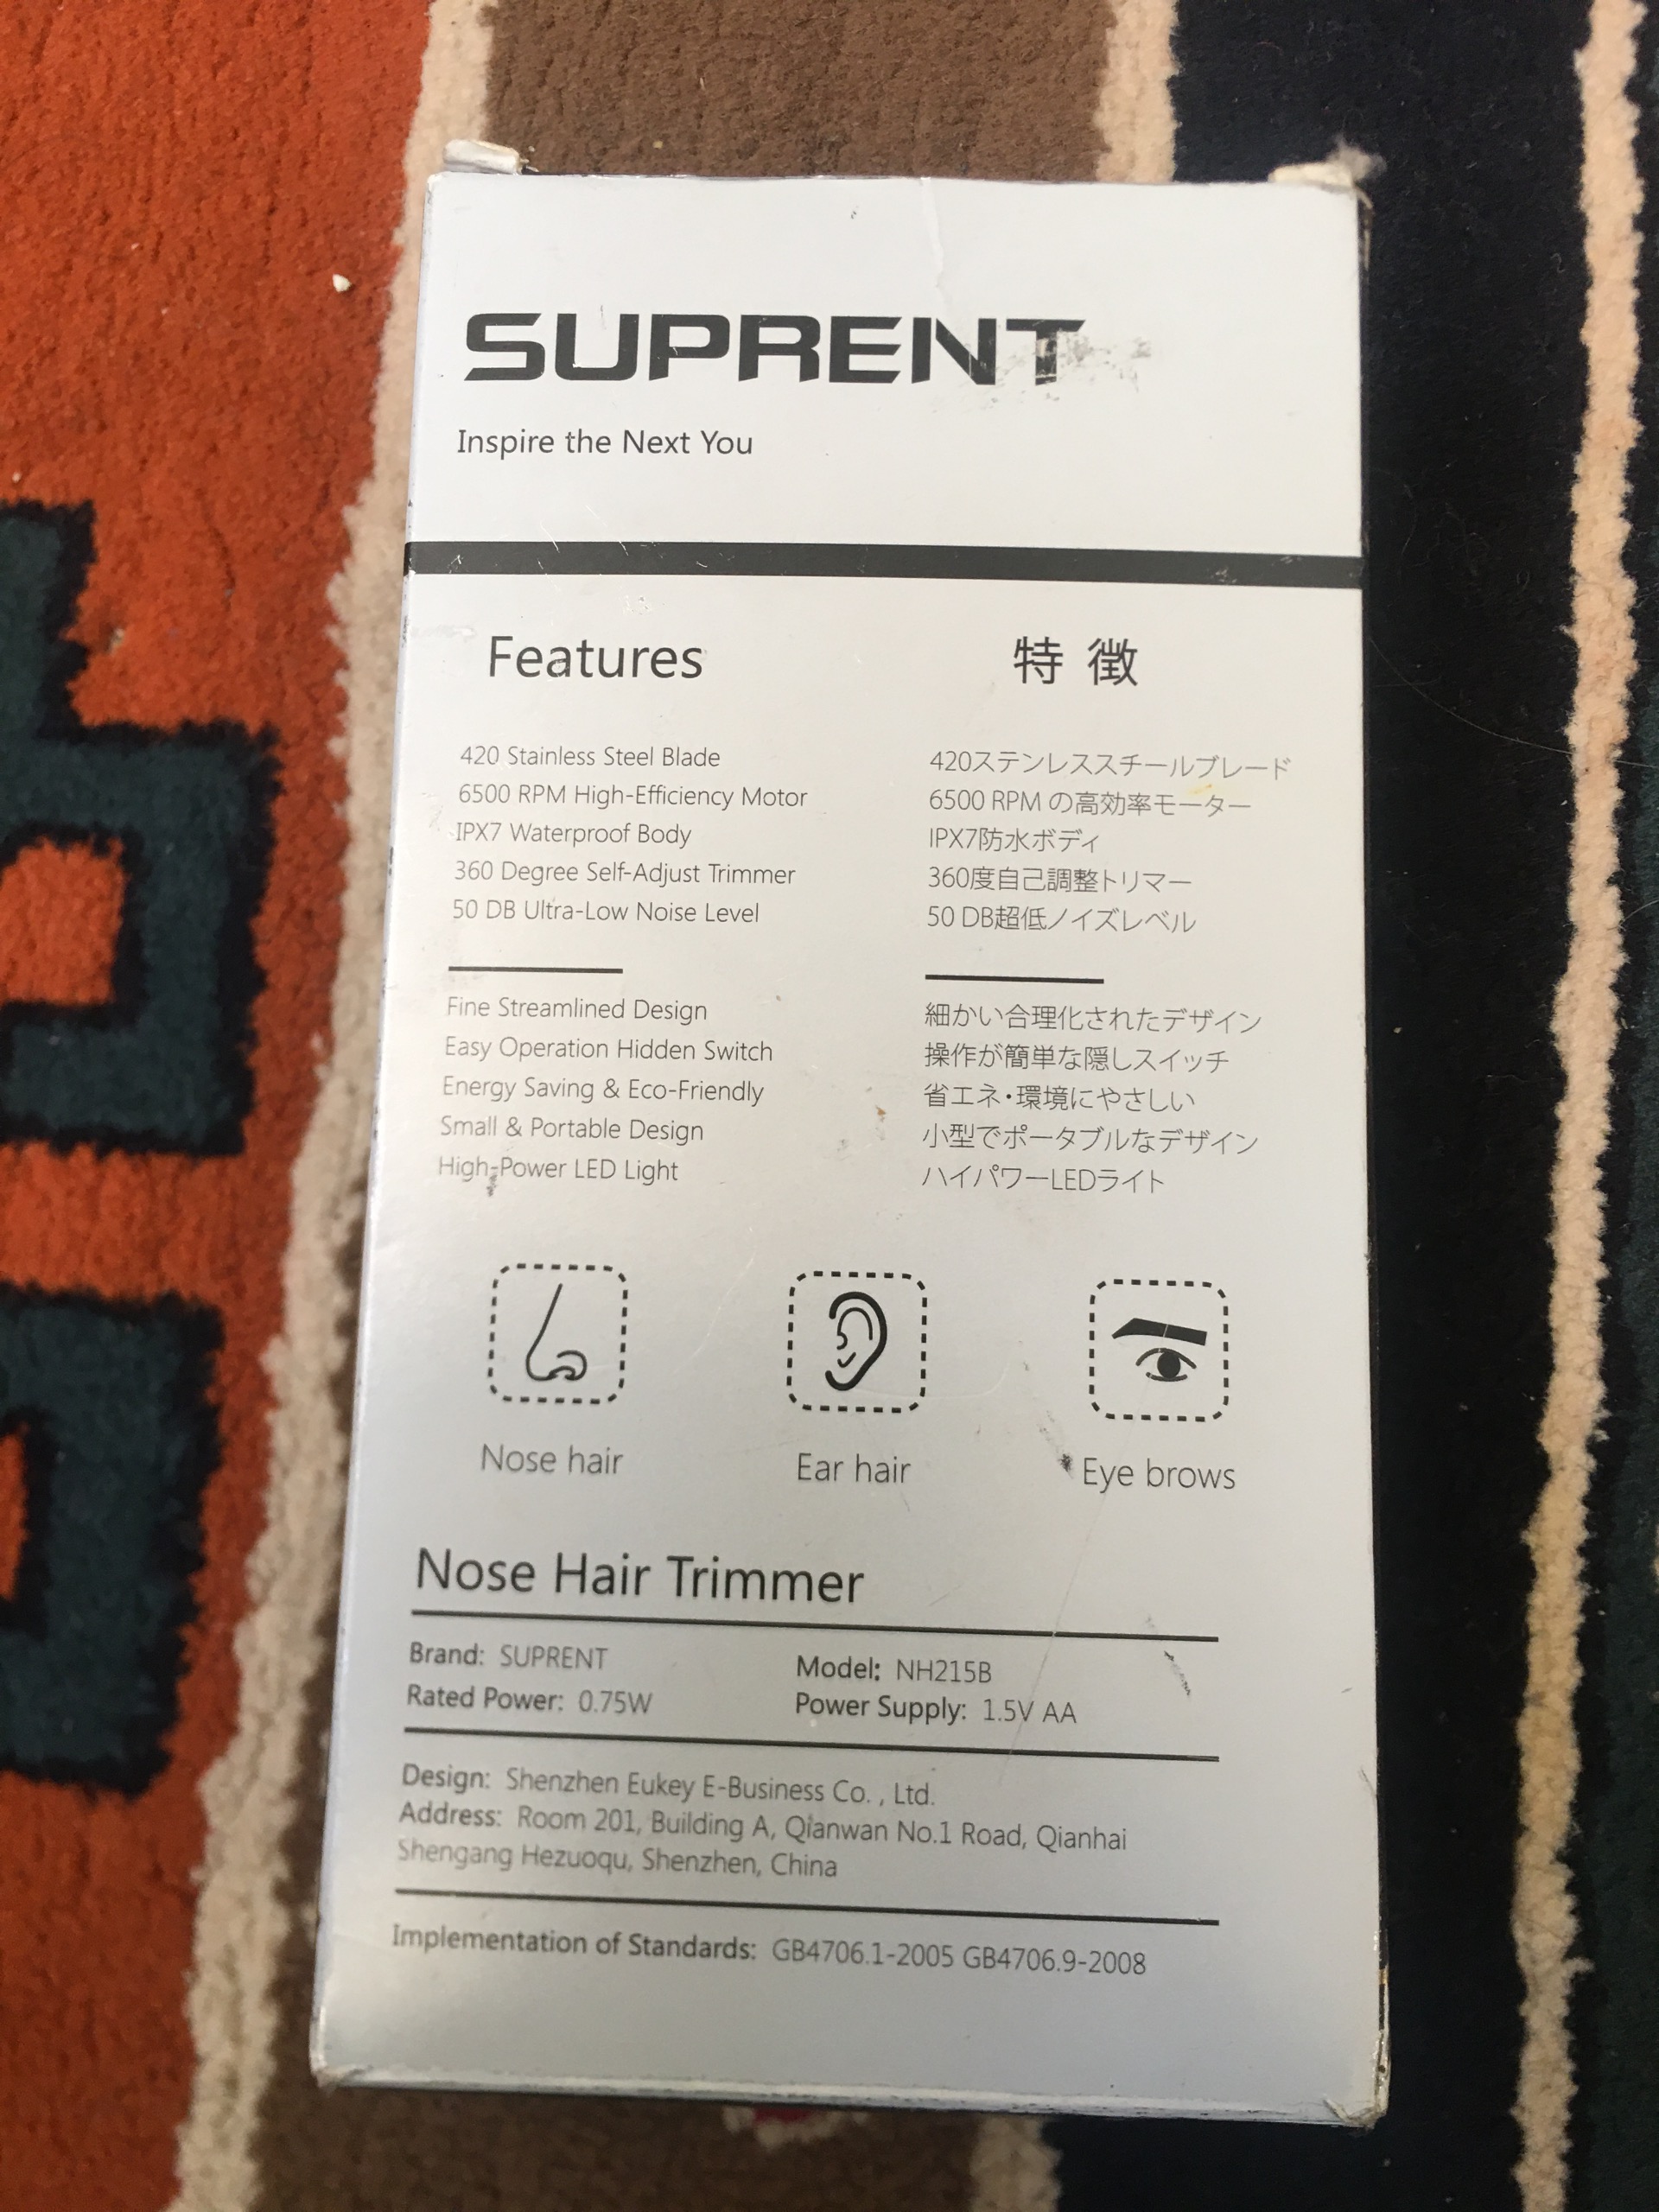 SUPRENT
Inspire the Next You
Features
420 Stainless Steel Blade
6500 RPM High-Efficiency Motor
IPX7 Waterproof Body
360 Degree Self-Adjust Trimmer
50 DB Ultra-Low Noise Level
Fine Streamlined Design
Easy Operation Hidden Switch
Energy Saving & Eco-Friendly
Small & Portable Design
High-Power LED Light
特徴
420ステンレススチールブレード
6500 RPM の高効率モーター
IPX7防水ボディ
360度自己調整トリマー
50 DB超低ノイズレベル
細かい合理化されたデザイン
操作が簡単な隠しスイッチ
省エネ・環境にやさしい
小型でポータブルなデザイン
ハイパワーLEDライト
Nose hair
Ear hair
Eye brows
Nose Hair Trimmer
Brand: SUPRENT
Model: NH215B
Rated Power: 0.75W
Power Supply: 1.5V AA
Design: Shenzhen Eukey E-Business Co. , Ltd.
Address: Room 201, Building A, Qianwan No.1 Road, Qianhai
Shengang Hezuoqu, Shenzhen, China
Implementation of Standards: GB4706.1-2005 GB4706.9-2008